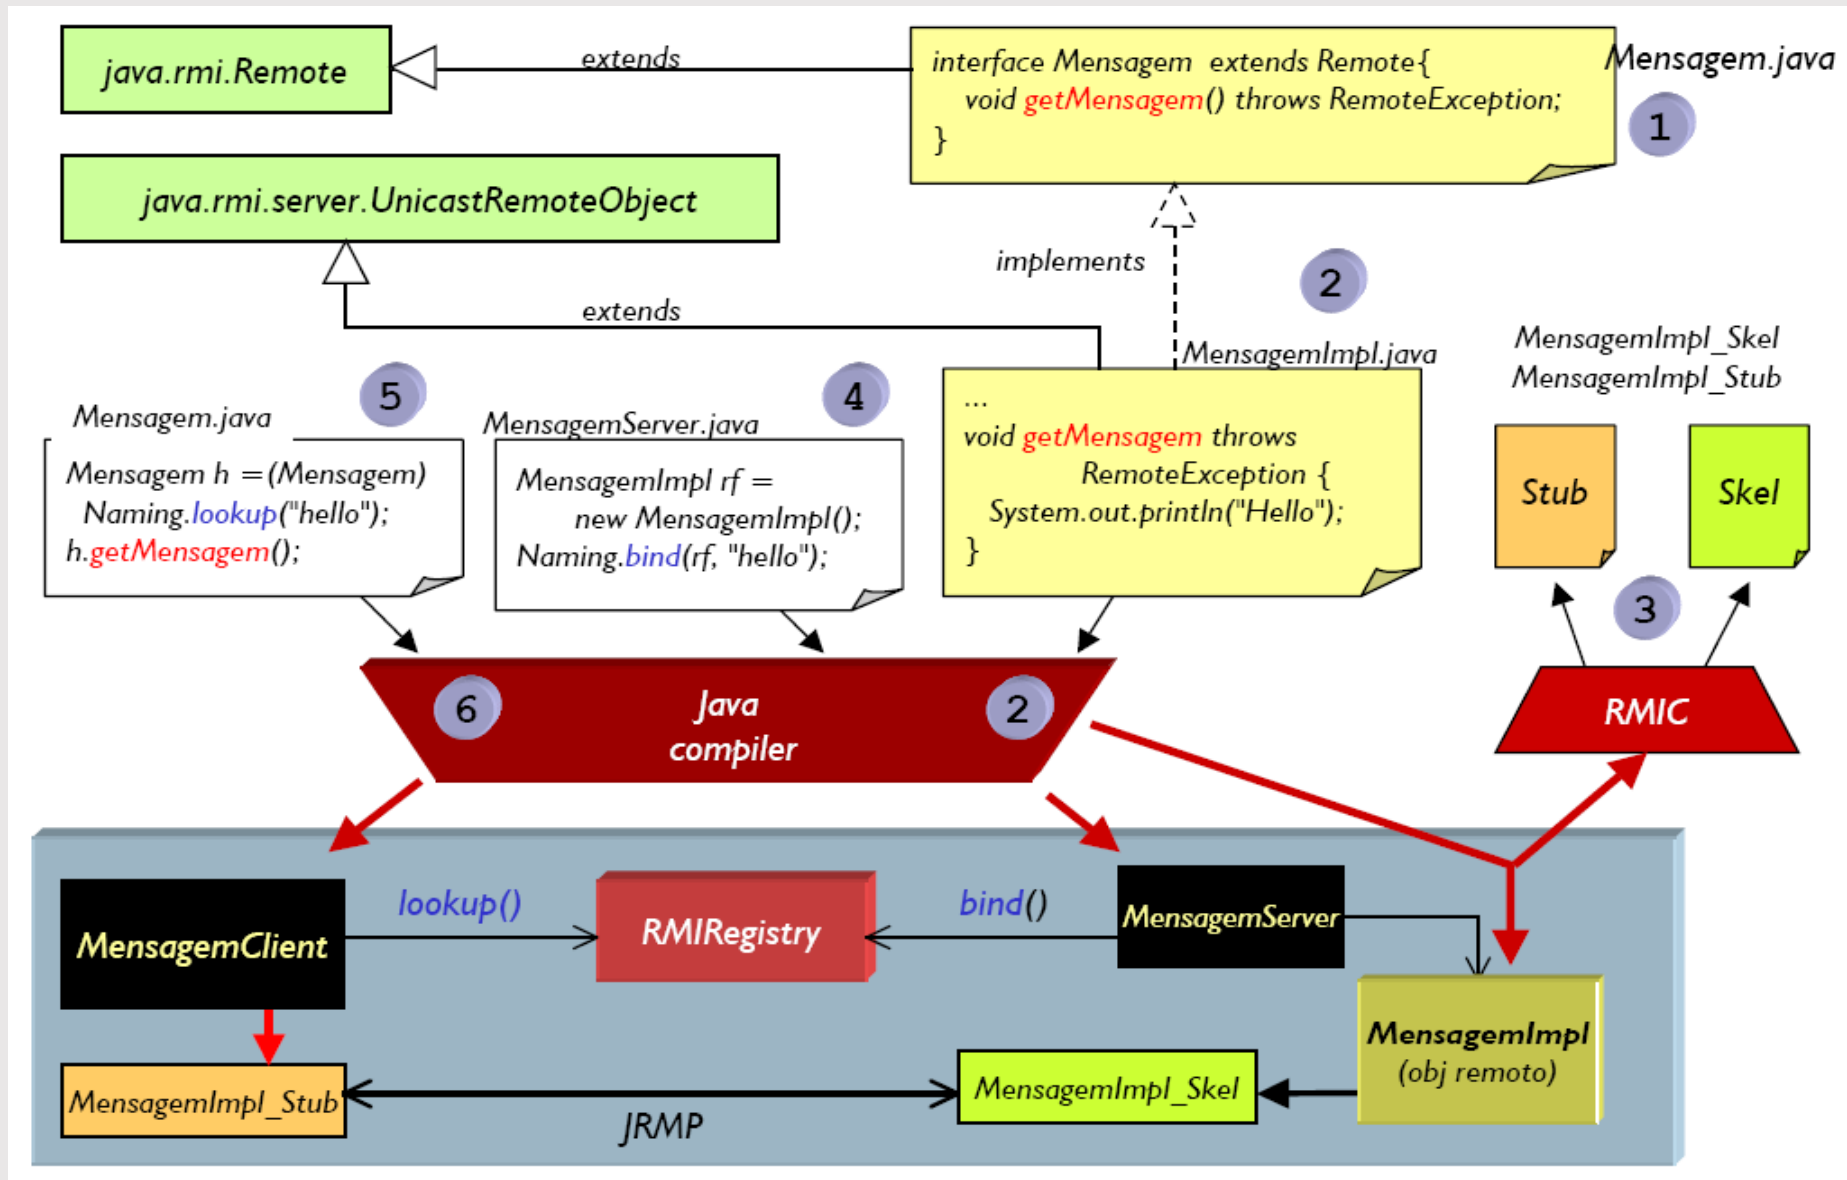 java.rmi.Remote
extends
interface Mensagem extends Remote{
void getMensagem() throws RemoteException;
}
Mensagem.java
1
java.rmi.server.UnicastRemoteObject
implements
2
extends
MensagemImpl.java
MensagemImpl_Skel
MensagemImpl_Stub
5
4
Mensagem.java
Mensagem h =(Mensagem)
Naming.lookup("hello");
h.getMensagem();
MensagemServer.java
MensagemImpl rf =
new MensagemImpl();
Naming.bind(rf, "hello");
...
void getMensagem throws
RemoteException {
System.out.println("Hello");
}
Stub
Skel
3
6
Java
compiler
2
RMIC
MensagemClient
lookup()
RMIRegistry
bind()
MensagemServer
MensagemImpl
(obj remoto)
MensagemImpl_Stub
JRMP
MensagemImpl_Skel